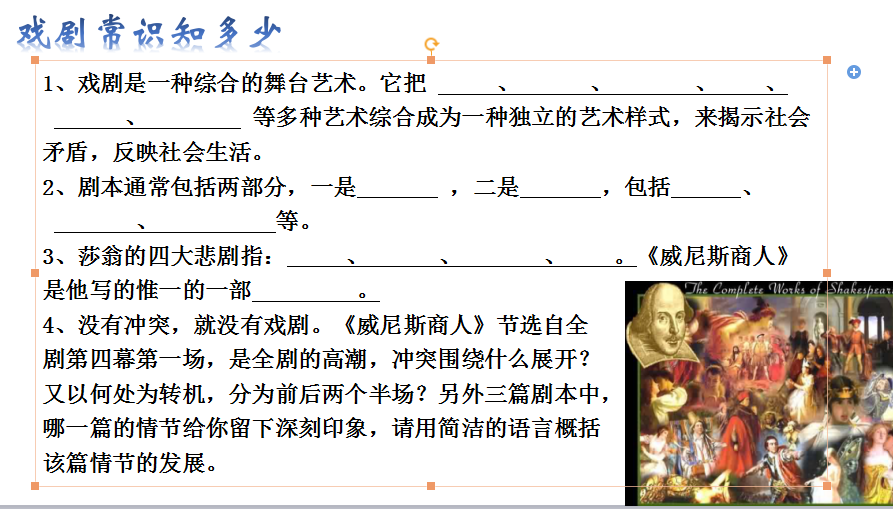 戏剧常识知多少
1、戏剧是一种综合的舞台艺术。它把 _____、_______、________、_____、
______、________ 等多种艺术综合成为一种独立的艺术样式，来揭示社会
矛盾，反映社会生活。
2、剧本通常包括两部分，一是_______ ，二是_______，包括______、
_______、___________等。
3、莎翁的四大悲剧指：_____、_______、________、_____。《威尼斯商人》
是他写的惟一的一部_________。
4、没有冲突，就没有戏剧。《威尼斯商人》节选自全
剧第四幕第一场，是全剧的高潮，冲突围绕什么展开？
又以何处为转机，分为前后两个半场？另外三篇剧本中，
哪一篇的情节给你留下深刻印象，请用简洁的语言概括
该篇情节的发展。
The Complete Works of Shakespear